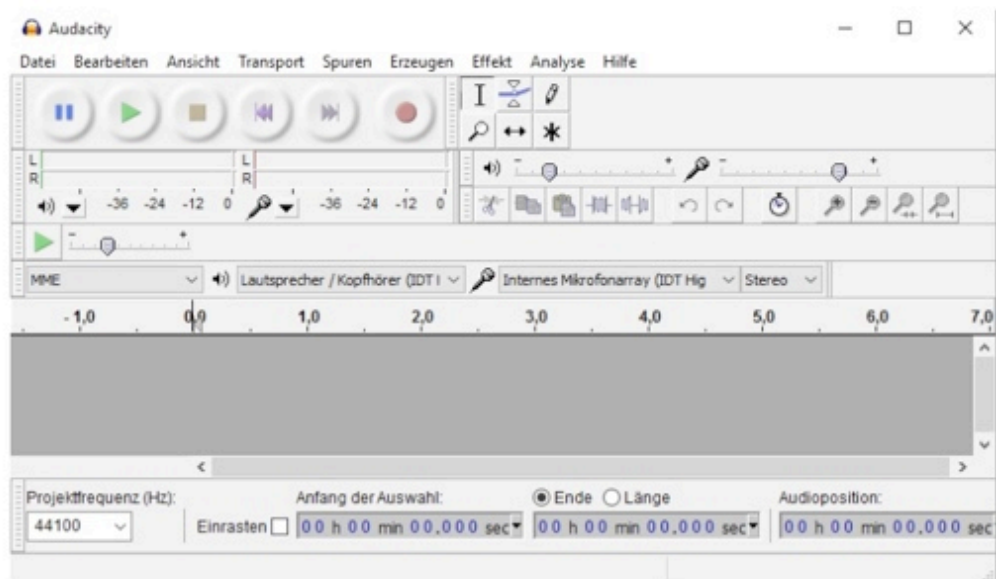 Audacity
Datei Bearbeiten Ansicht Transport Spuren Erzeugen Effekt Analyse Hilfe
L L
R R
-36 -24 -12 0 -36 -24 -12 0
MME Lautsprecher / Kopfhörer (IDT I Internes Mikrofonarray (IDT Hig Stereo
- 1,0 0,0 1,0 2,0 3,0 4,0 5,0 6,0 7,0
Projektfrequenz (Hz): Anfang der Auswahl: Ende Länge Audioposition:
44100 Einrasten 00 h 00 min 00.000 sec 00 h 00 min 00.000 sec 00 h 00 min 00.000 sec